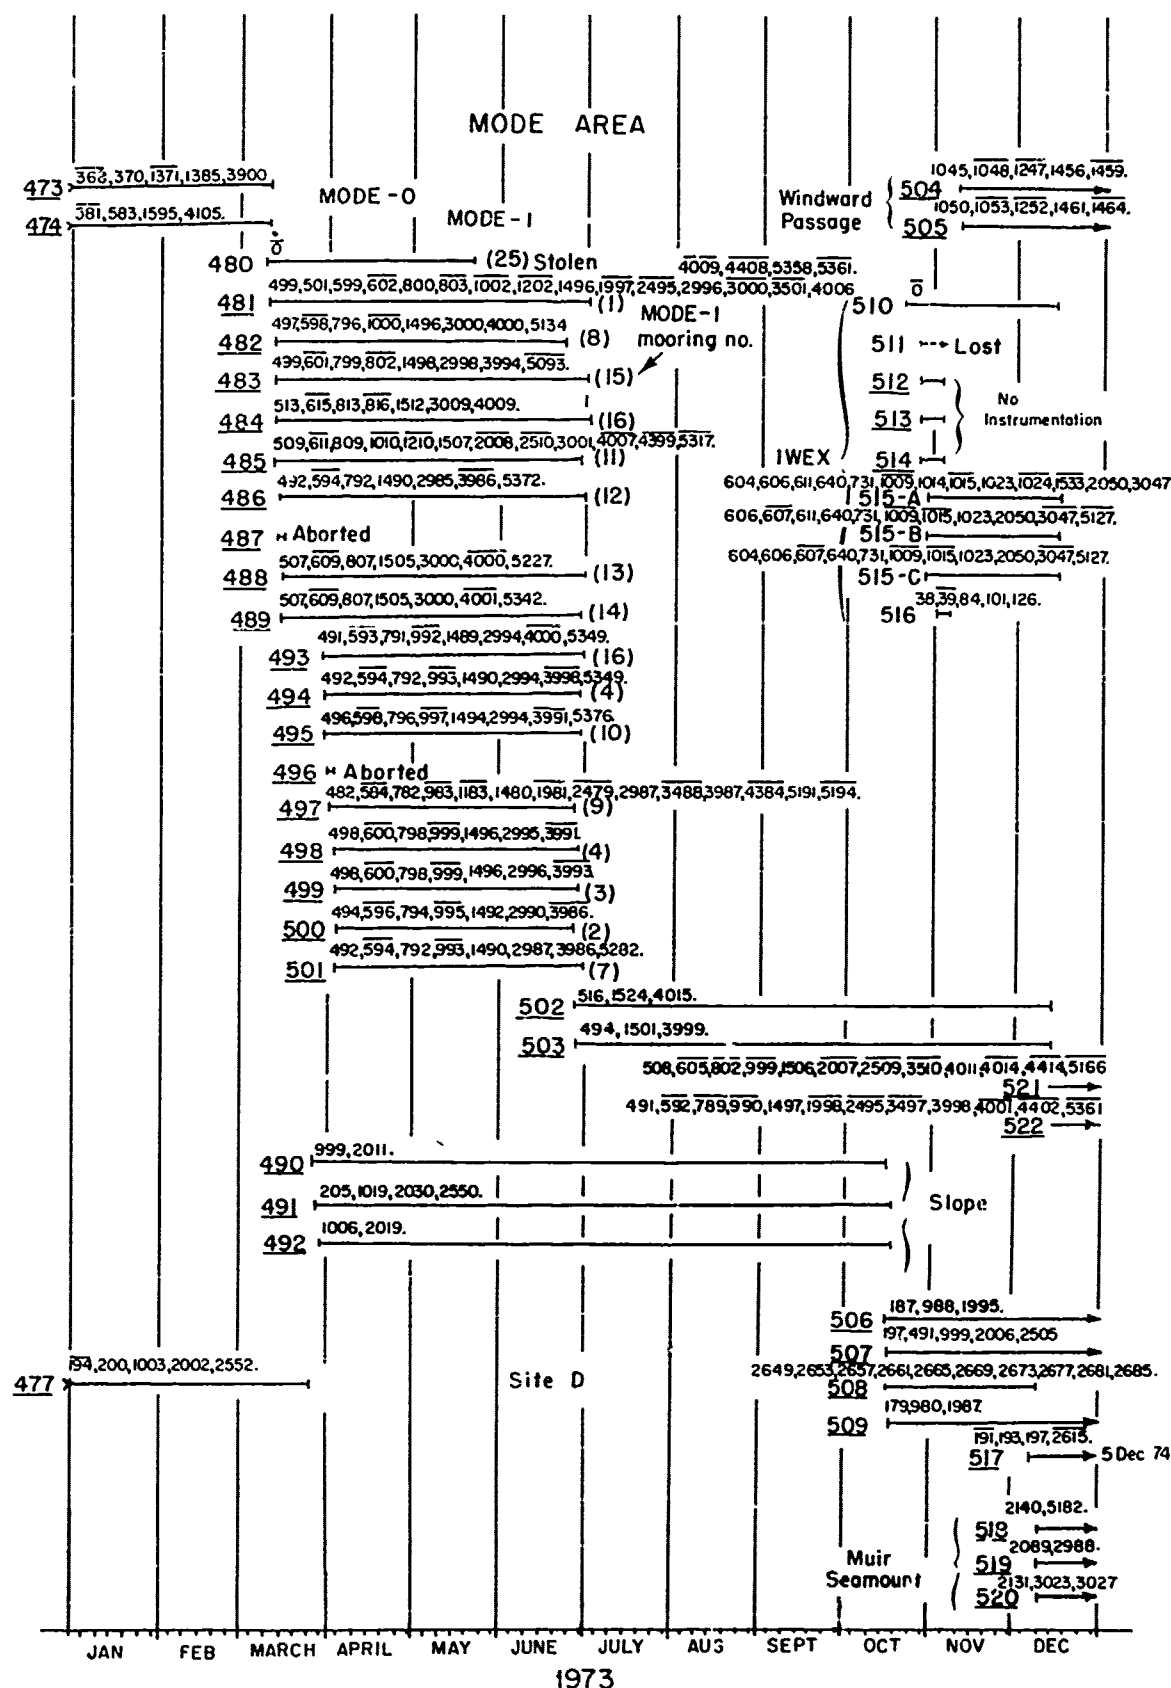 MODE AREA
473 363,370,1371,1385,3900
474 381,583,1595,4105.
MODE-0
MODE-1
Windward Passage
504 1045,1048,1247,1456,1459.
505 1050,1053,1252,1461,1464.
480 0 (25) Stolen
481 499,501,599,602,800,803,1002,1202,1496,1997,2495,2996,3000,3501,4006
4009,4408,5358,5361.
(1)
MODE-1 mooring no.
482 497,598,796,1000,1496,3000,4000,5134 (8)
483 499,601,799,802,1498,2998,3994,5093. (15)
484 513,615,813,816,1512,3009,4009. (16)
485 509,611,809,1010,1210,1507,2008,2510,3001,4007,4399,5317. (11)
486 492,594,792,1490,2985,3986,5372. (12)
487 Aborted
488 507,609,807,1505,3000,4000,5227. (13)
489 507,609,807,1505,3000,4001,5342. (14)
493 491,593,791,992,1489,2994,4000,5349. (16)
494 492,594,792,993,1490,2994,3998,5349. (4)
495 496,598,796,997,1494,2994,3991,5376. (10)
496 Aborted
497 482,584,782,983,1183,1480,1981,2479,2987,3488,3987,4384,5191,5194. (9)
498 498,600,798,999,1496,2995,3991. (4)
499 498,600,798,999,1496,2996,3993. (3)
500 494,596,794,995,1492,2990,3986. (2)
501 492,594,792,993,1490,2987,3986,5282. (7)
IWEX
510 0
511 Lost
512
513
514
No Instrumentation
515-A 604,606,611,640,731,1009,1014,1015,1023,1024,1533,2050,3047
515-B 606,607,611,640,731,1009,1015,1023,2050,3047,5127.
515-C 604,606,607,640,731,1009,1015,1023,2050,3047,5127.
516 38,39,84,101,126.
502 516,1524,4015.
503 494,1501,3999.
521 508,605,802,999,1506,2007,2509,3510,4011,4014,4414,5166
522 491,592,789,990,1497,1998,2495,3497,3998,4001,4402,5361
490 999,2011.
491 205,1019,2030,2550.
492 1006,2019.
Slope
Site D
477 194,200,1003,2002,2552.
506 187,988,1995.
507 197,491,999,2006,2505
508 2649,2653,2657,2661,2665,2669,2673,2677,2681,2685.
509 179,980,1987.
517 191,193,197,2615. 5 Dec 74
Muir Seamount
518 2140,5182.
519 2089,2988.
520 2131,3023,3027
JAN FEB MARCH APRIL MAY JUNE JULY AUG SEPT OCT NOV DEC
1973